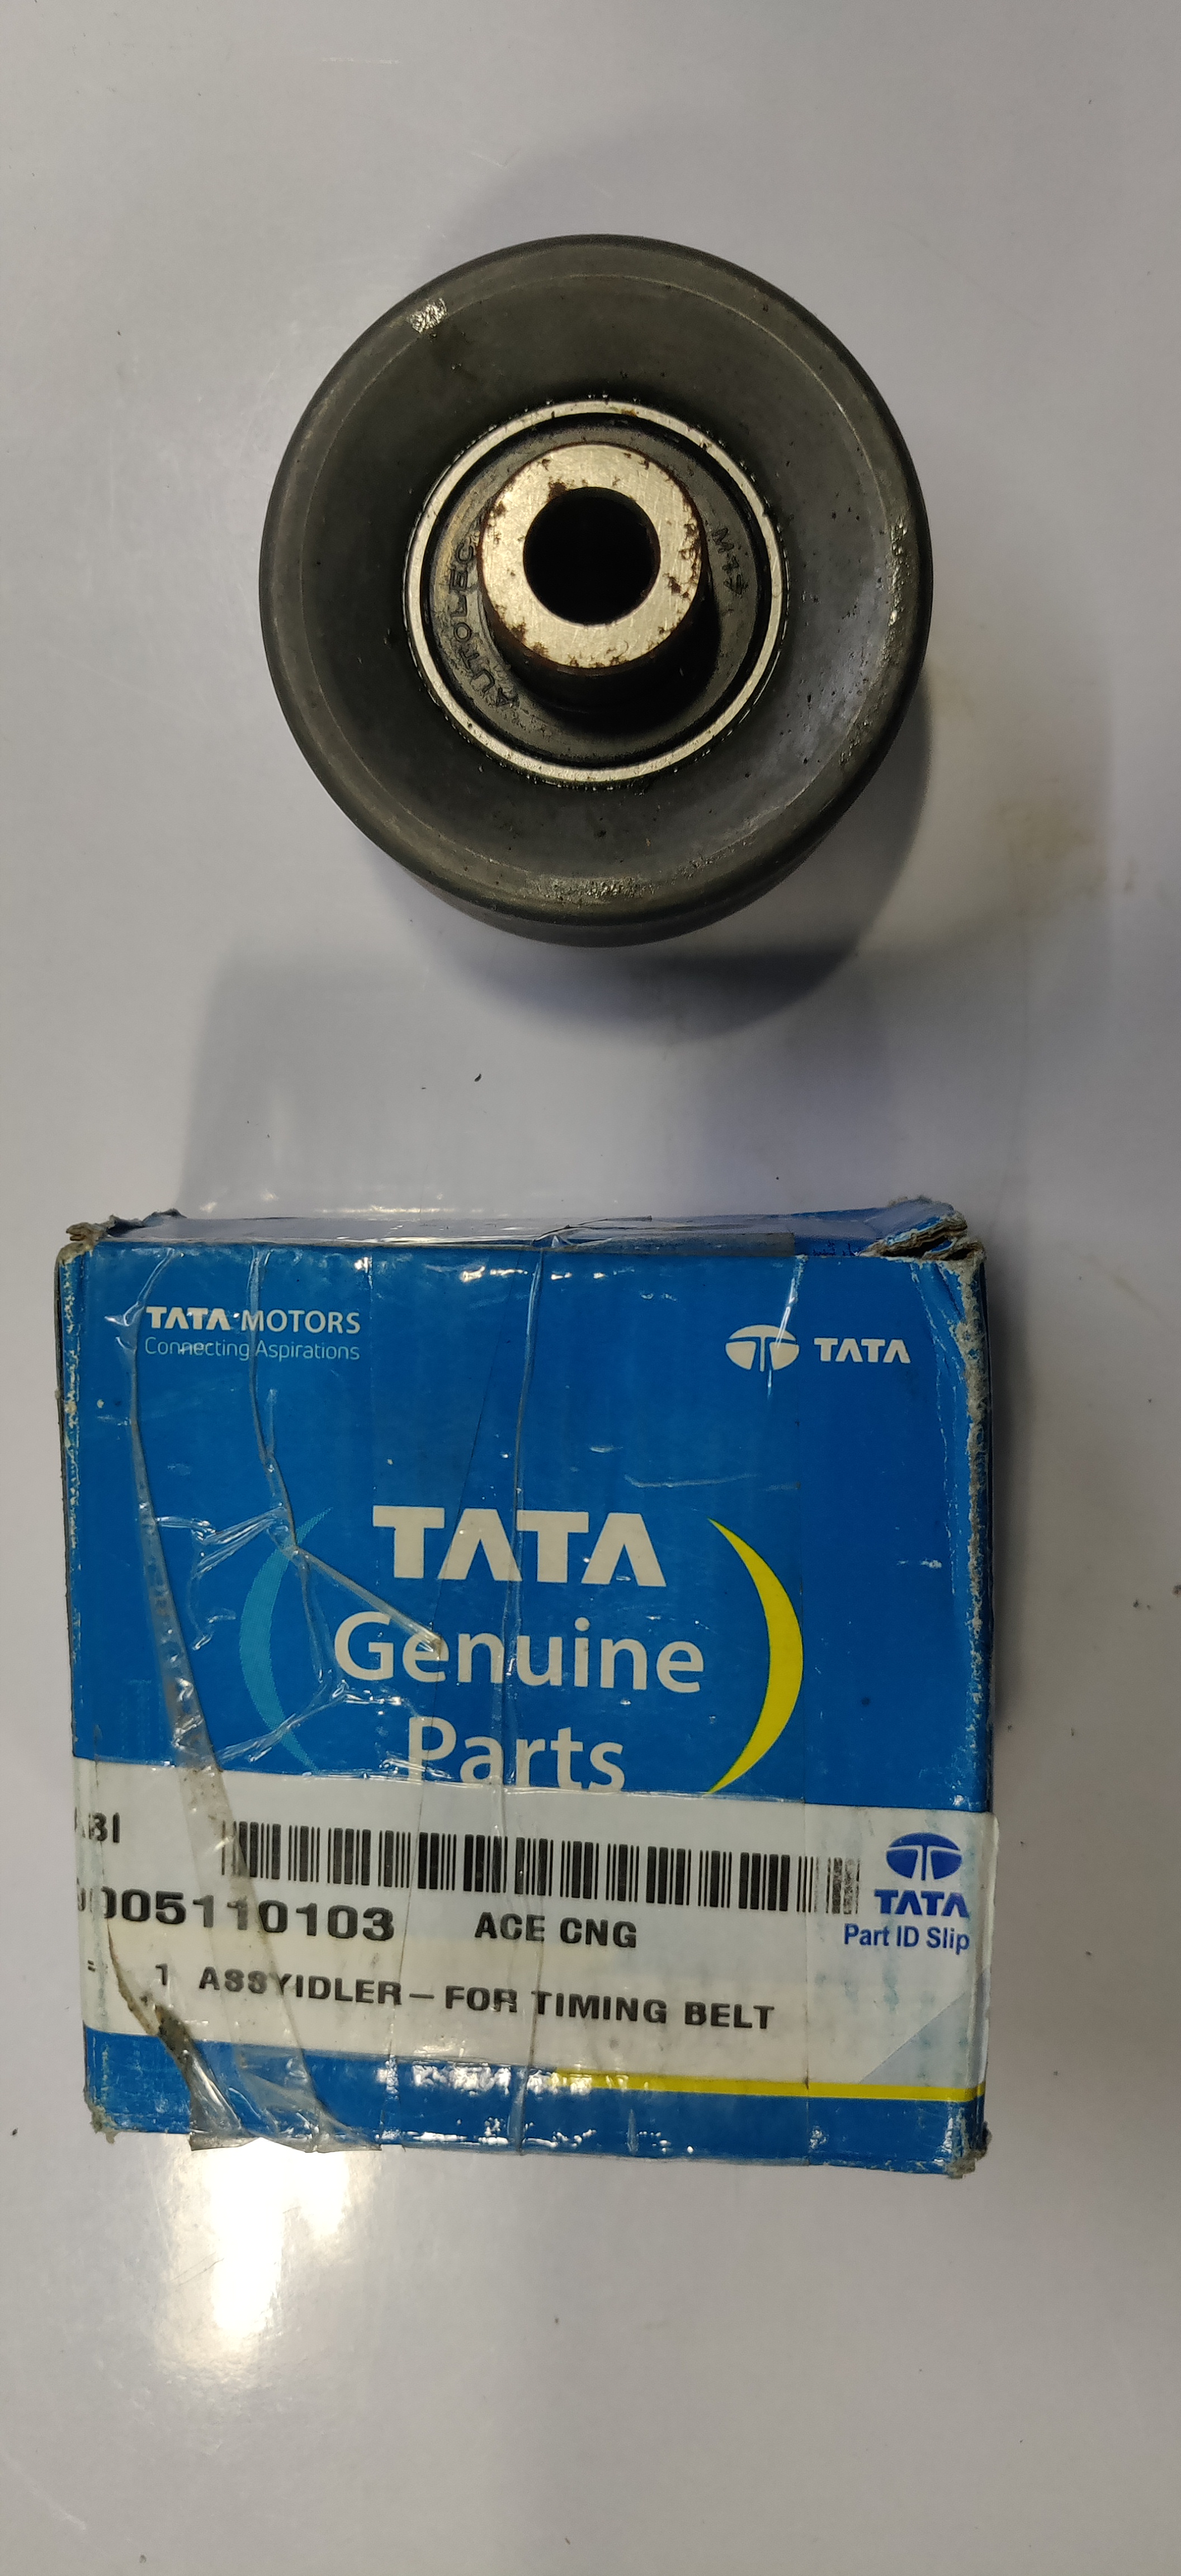 AUTOLEC
TATA MOTORS
Connecting Aspirations
TATA
TATA
Genuine
Parts
005110103
ACE CNG
TATA
Part ID Slip
= 1 ASSYIDLER-FOR TIMING BELT